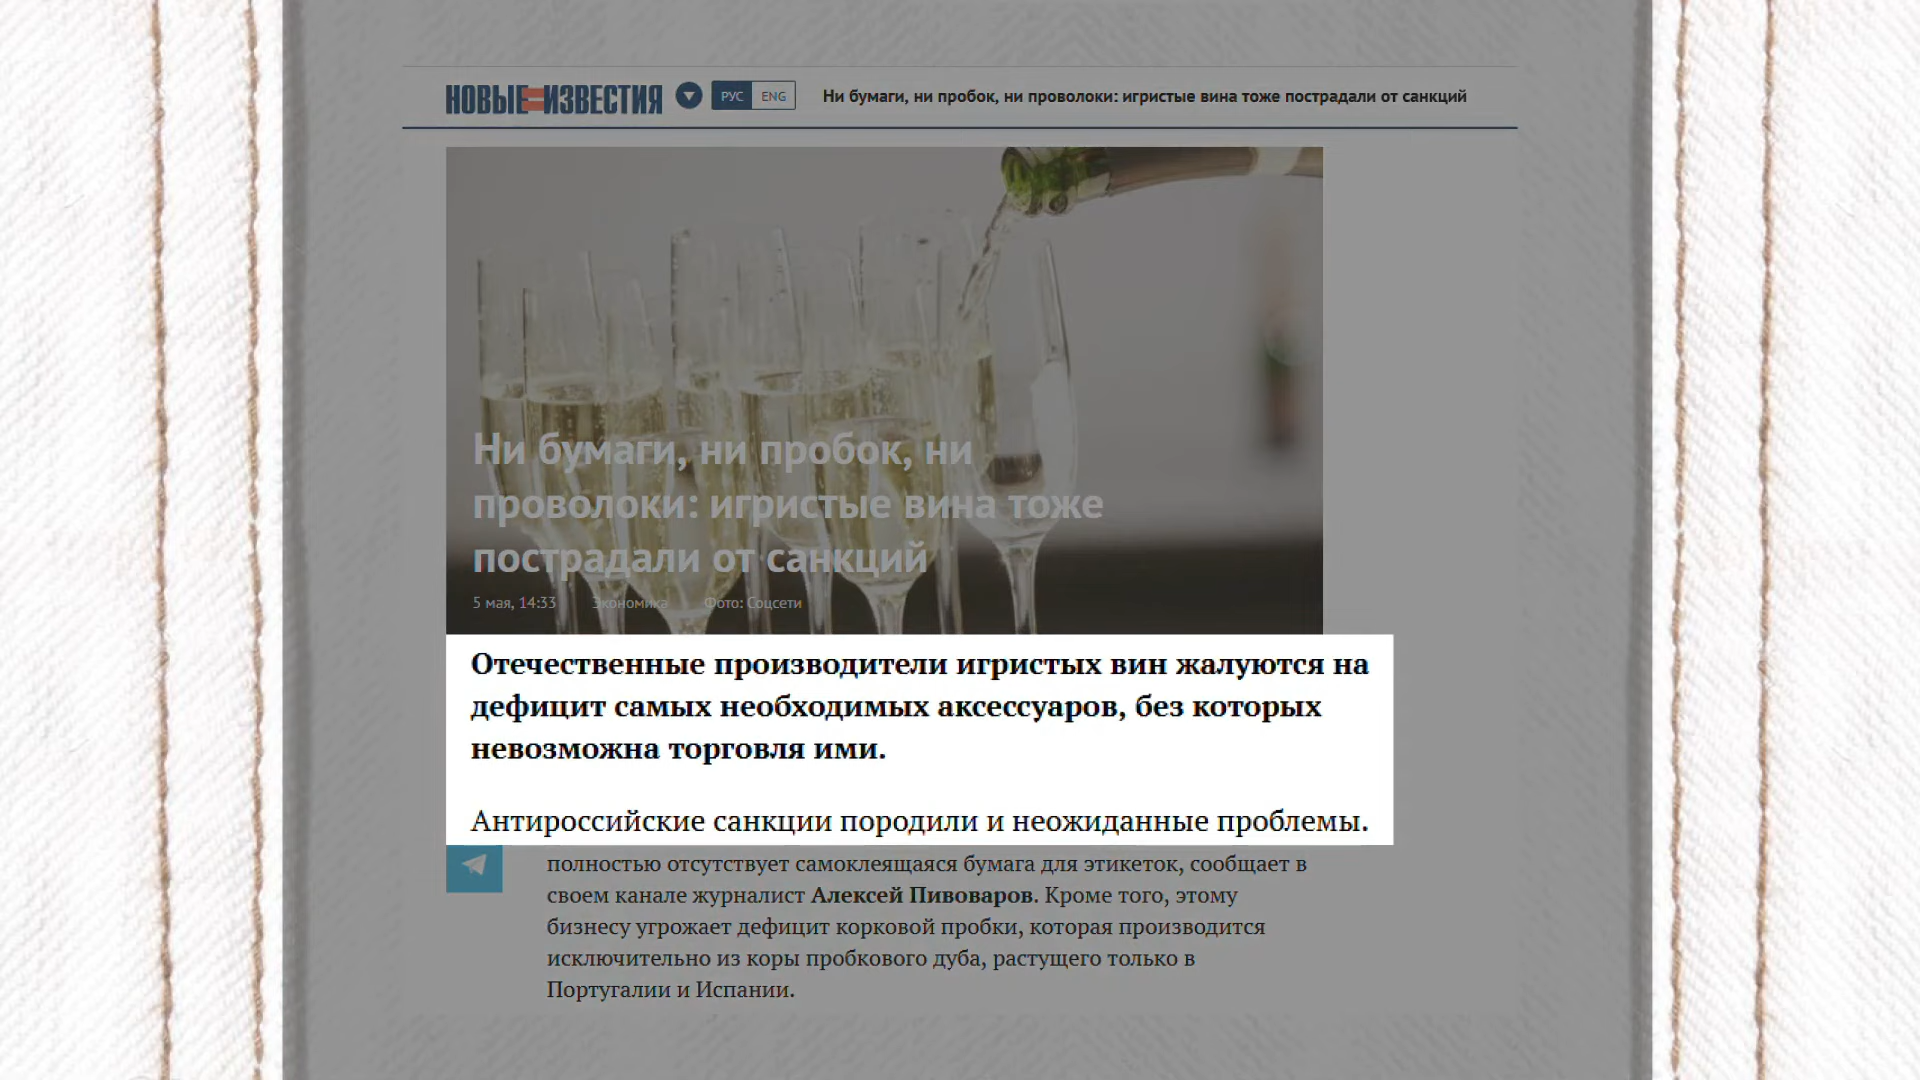 НОВЫЕ ИЗВЕСТИЯ РУС ENG Ни бумаги, ни пробок, ни проволоки: игристые вина тоже пострадали от санкций
Ни бумаги, ни пробок, ни
проволоки: игристые вина тоже
пострадали от санкций
5 мая, 14:33 Экономика Фото: Соцсети
Отечественные производители игристых вин жалуются на
дефицит самых необходимых аксессуаров, без которых
невозможна торговля ими.
Антироссийские санкции породили и неожиданные проблемы.
полностью отсутствует самоклеящаяся бумага для этикеток, сообщает в
своем канале журналист Алексей Пивоваров. Кроме того, этому
бизнесу угрожает дефицит корковой пробки, которая производится
исключительно из коры пробкового дуба, растущего только в
Португалии и Испании.